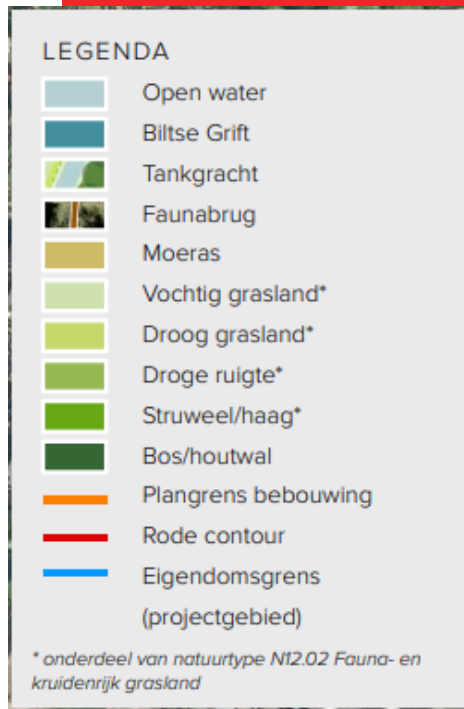 LEGENDA
Open water
Biltse Grift
Tankgracht
Faunabrug
Moeras
Vochtig grasland*
Droog grasland*
Droge ruigte*
Struweel/haag*
Bos/houtwal
Plangrens bebouwing
Rode contour
Eigendomsgrens
(projectgebied)
* onderdeel van natuurtype N12.02 Fauna- en
kruidenrijk grasland